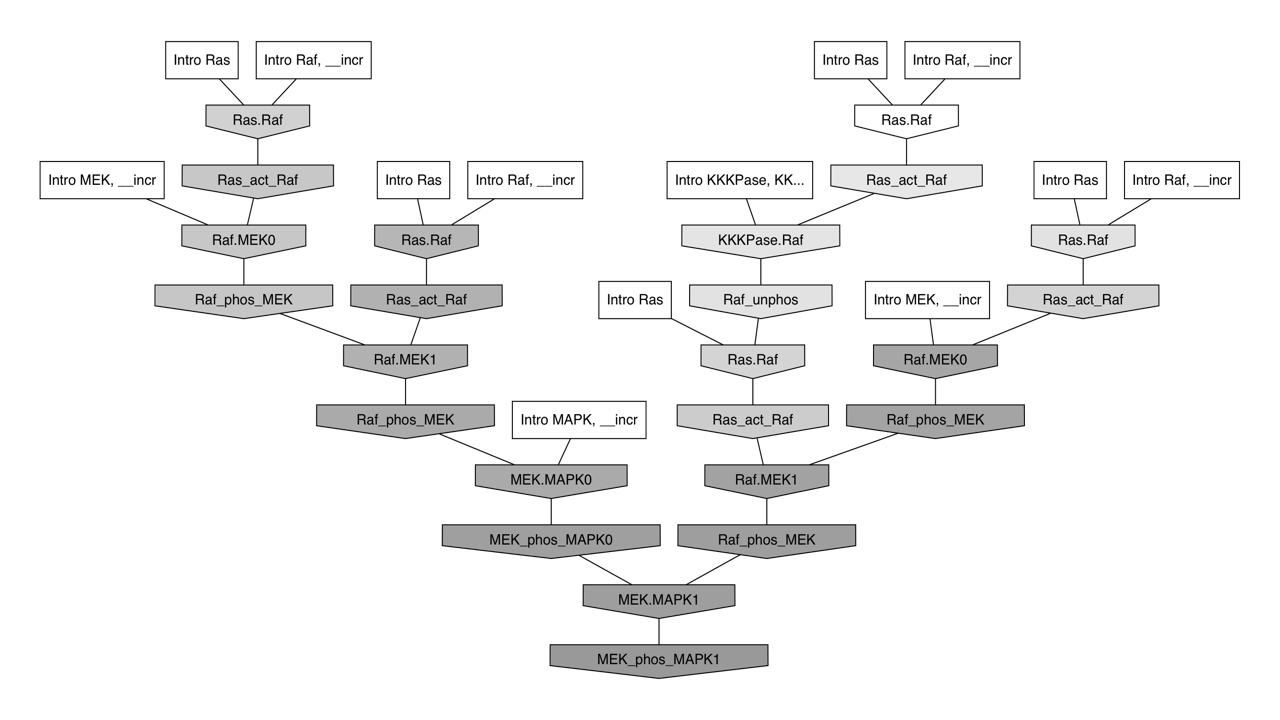 Intro Ras
Intro Raf, __incr
Intro Ras
Intro Raf, __incr
Ras.Raf
Ras.Raf
Intro MEK, __incr
Ras_act_Raf
Intro Ras
Intro Raf, __incr
Intro KKKPase, KK...
Ras_act_Raf
Intro Ras
Intro Raf, __incr
Raf.MEK0
Ras.Raf
KKKPase.Raf
Ras.Raf
Raf_phos_MEK
Ras_act_Raf
Intro Ras
Raf_unphos
Intro MEK, __incr
Ras_act_Raf
Raf.MEK1
Ras.Raf
Raf.MEK0
Raf_phos_MEK
Intro MAPK, __incr
Ras_act_Raf
Raf_phos_MEK
MEK.MAPK0
Raf.MEK1
MEK_phos_MAPK0
Raf_phos_MEK
MEK.MAPK1
MEK_phos_MAPK1